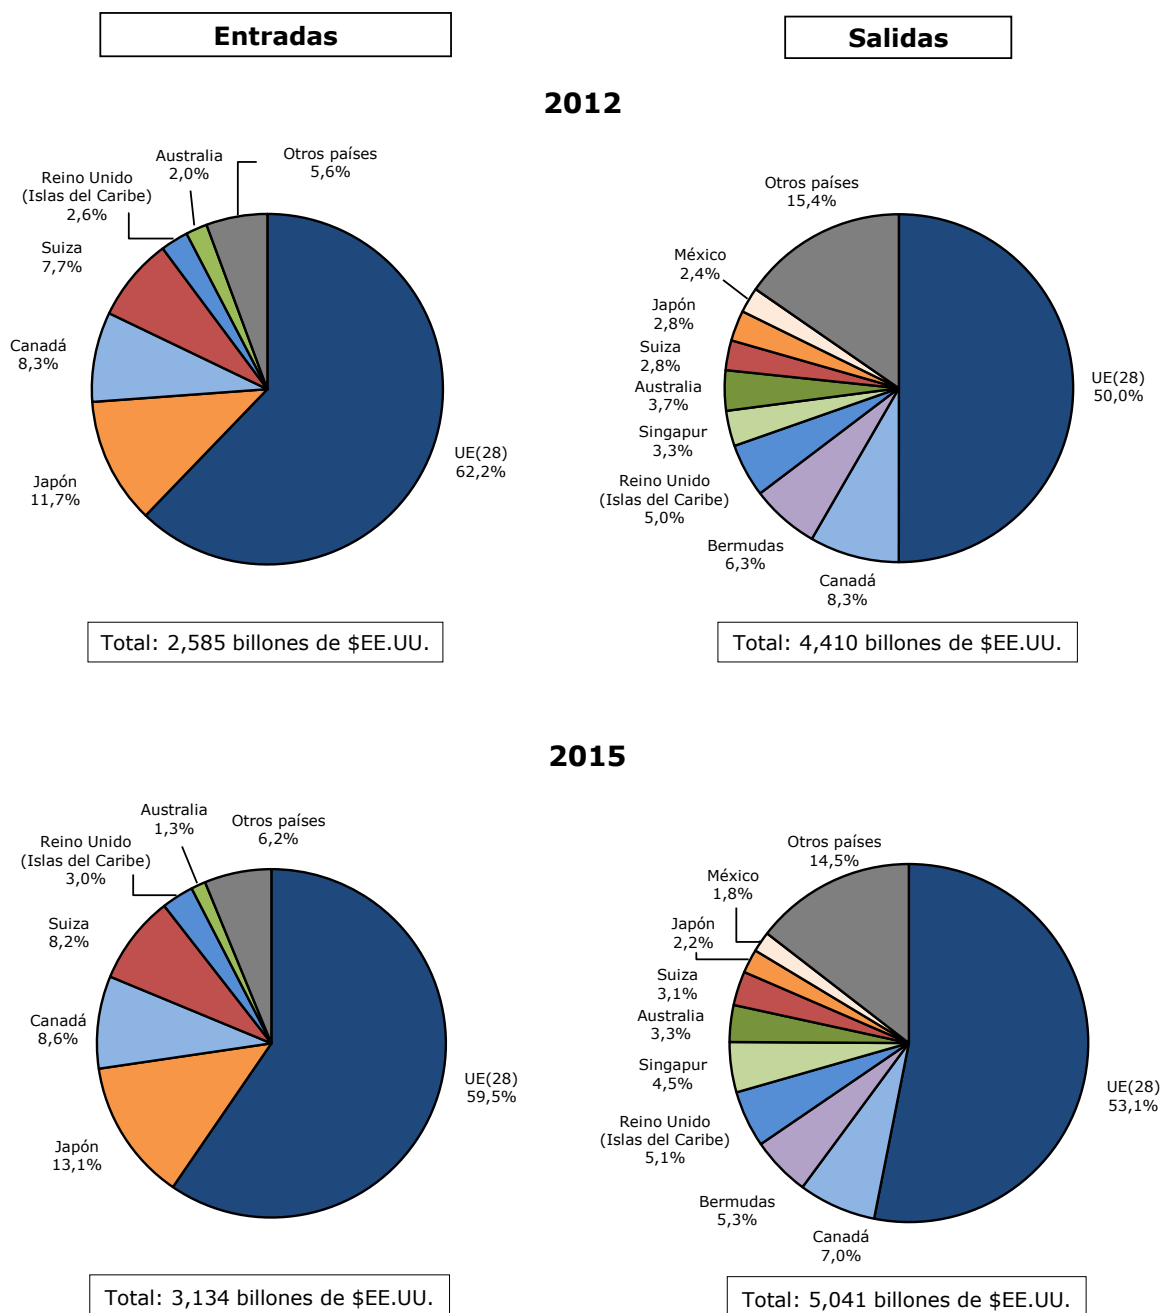 Entradas
Salidas
2012
Australia
2,0%
Otros países
5,6%
Reino Unido
(Islas del Caribe)
2,6%
Suiza
7,7%
Canadá
8,3%
Japón
11,7%
UE(28)
62,2%
Total: 2,585 billones de $EE.UU.
Otros países
15,4%
México
2,4%
Japón
2,8%
Suiza
2,8%
Australia
3,7%
Singapur
3,3%
Reino Unido
(Islas del Caribe)
5,0%
Bermudas
6,3%
Canadá
8,3%
UE(28)
50,0%
Total: 4,410 billones de $EE.UU.
2015
Australia
1,3%
Otros países
6,2%
Reino Unido
(Islas del Caribe)
3,0%
Suiza
8,2%
Canadá
8,6%
Japón
13,1%
UE(28)
59,5%
Total: 3,134 billones de $EE.UU.
Otros países
14,5%
México
1,8%
Japón
2,2%
Suiza
3,1%
Australia
3,3%
Singapur
4,5%
Reino Unido
(Islas del Caribe)
5,1%
Bermudas
5,3%
Canadá
7,0%
UE(28)
53,1%
Total: 5,041 billones de $EE.UU.